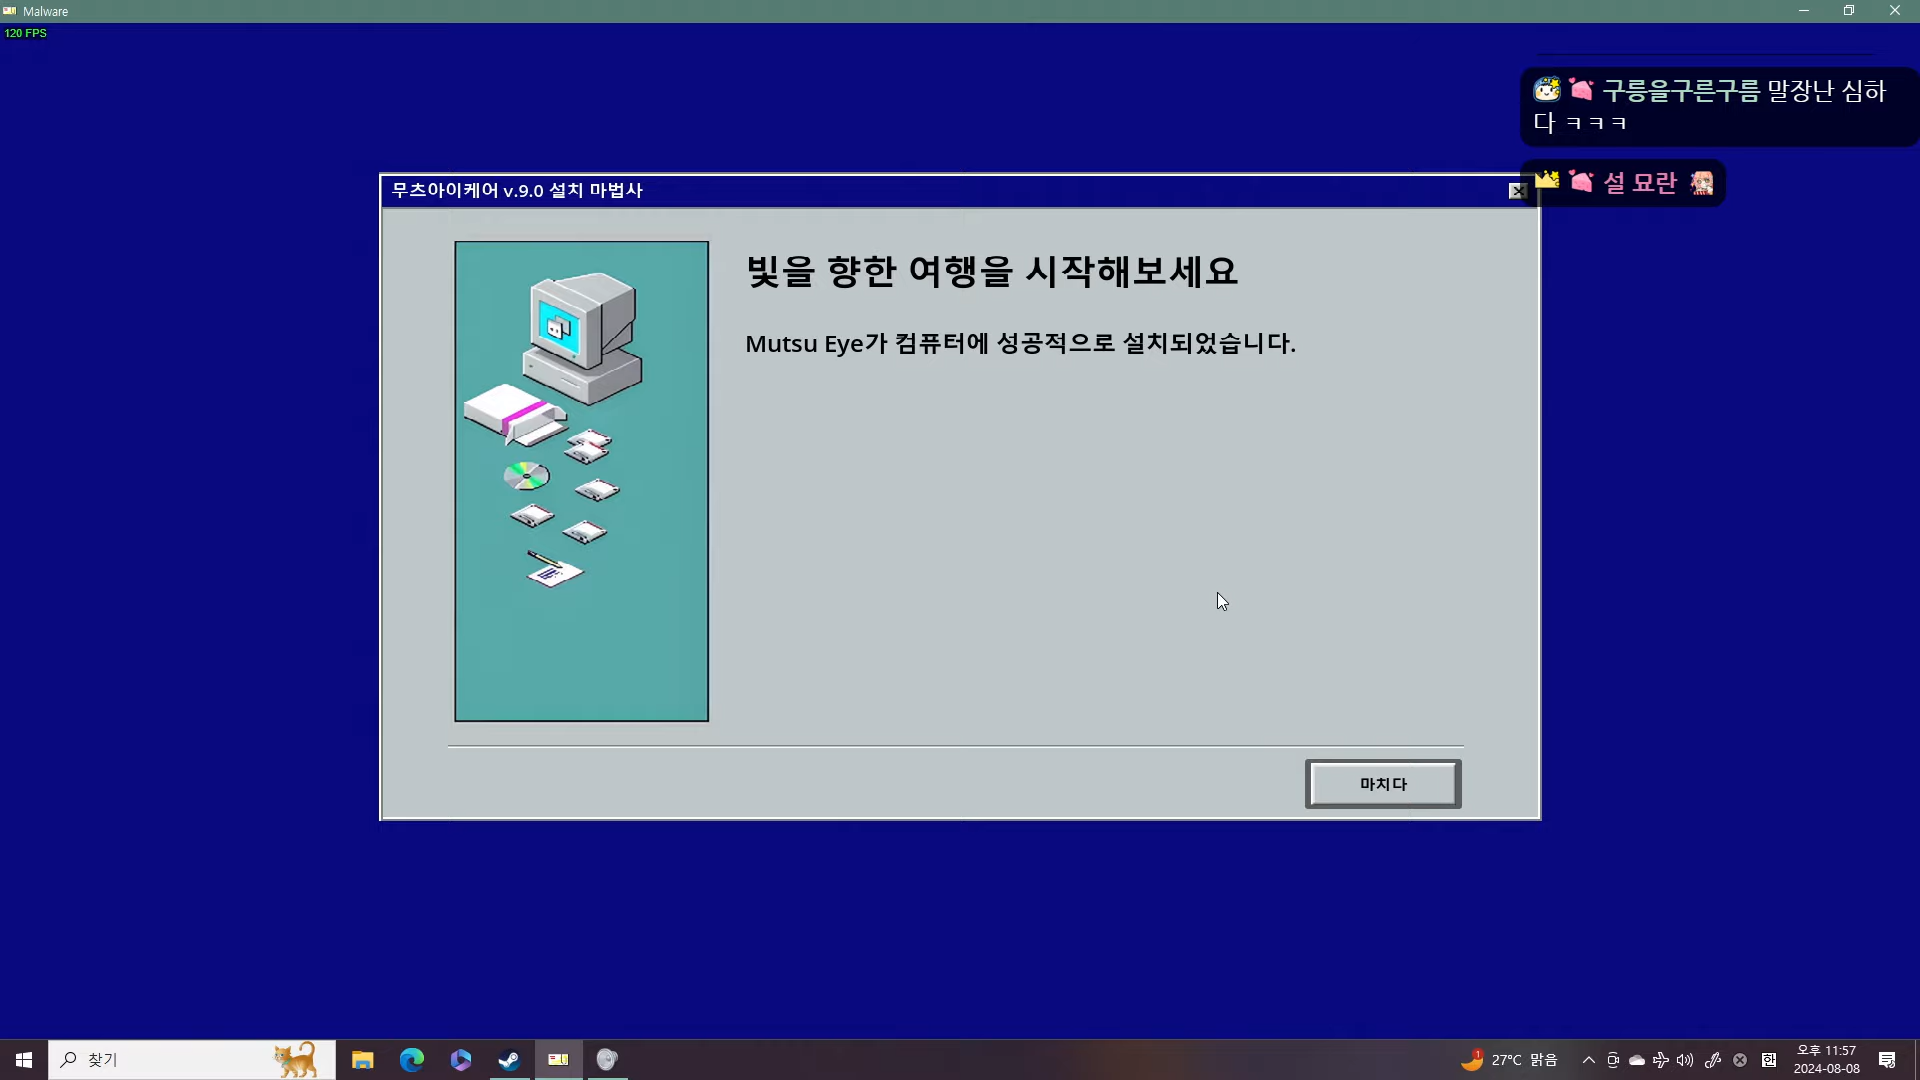 Malware
120 FPS
구릉을구른구름 말장난 심하
다 ㅋㅋㅋ
설 묘란
무츠아이케어 v.9.0 설치 마법사
빛을 향한 여행을 시작해보세요
Mutsu Eye가 컴퓨터에 성공적으로 설치되었습니다.
마치다
찾기
1
27°C 맑음
한
오후 11:57
2024-08-08